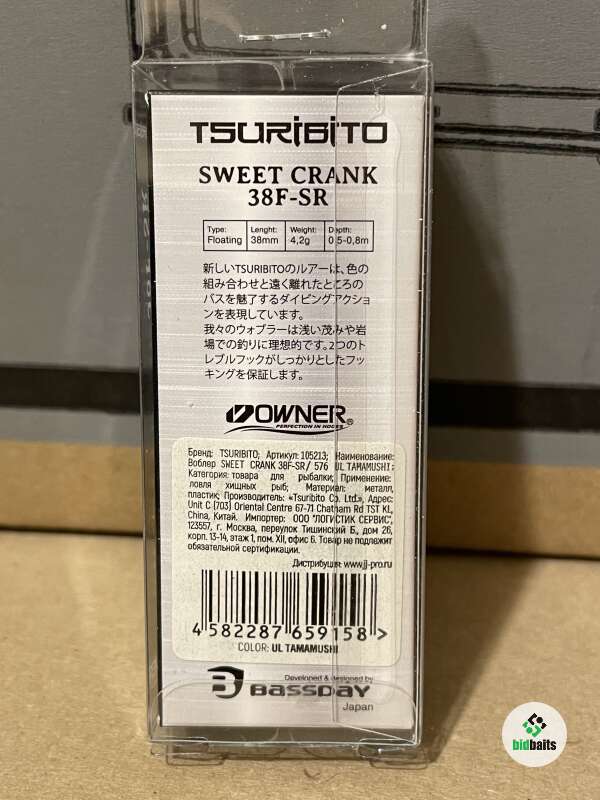 TSURIBITO
SWEET CRANK
38F-SR
Type: Lenght: Weight: Depth:
Floating 38mm 4,2g 0,5-0,8m
新しいTSURIBITOのルアーは、色の
組み合わせと遠く離れたところの
バスを魅了するダイビングアクショ
ンを表現しています。
我々のウォブラーは浅い茂みや岩
場での釣りに理想的です。2つのト
レブルフックがしっかりとしたフッ
キングを保証します。
OWNER
PERFECTION IN HOOKS
Бренд: TSURIBITO; Артикул: 105213; Наименование:
Воблер SWEET CRANK 38F-SR/ 576 UL TAMAMUSHI;
Категория товара для рыбалки; Применение:
ловля хищных рыб; Материал: металл,
пластик; Производитель: «Tsuribito Co. Ltd.», Адрес:
Unit C (703) Oriental Centre 67-71 Chatham Rd TST KL,
China, Китай. Импортер: ООО "ЛОГИСТИК СЕРВИС",
123557, г. Москва, переулок Тишинский Б., дом 26,
корп. 13-14, этаж 1, пом. XII, офис 6. Товар не подлежит
обязательной сертификации.
Дистрибуция: www.jj-pro.ru
4 582287 659158 >
COLOR: UL TAMAMUSHI
Developed & designed by
BASSDAY
Japan
bidbaits